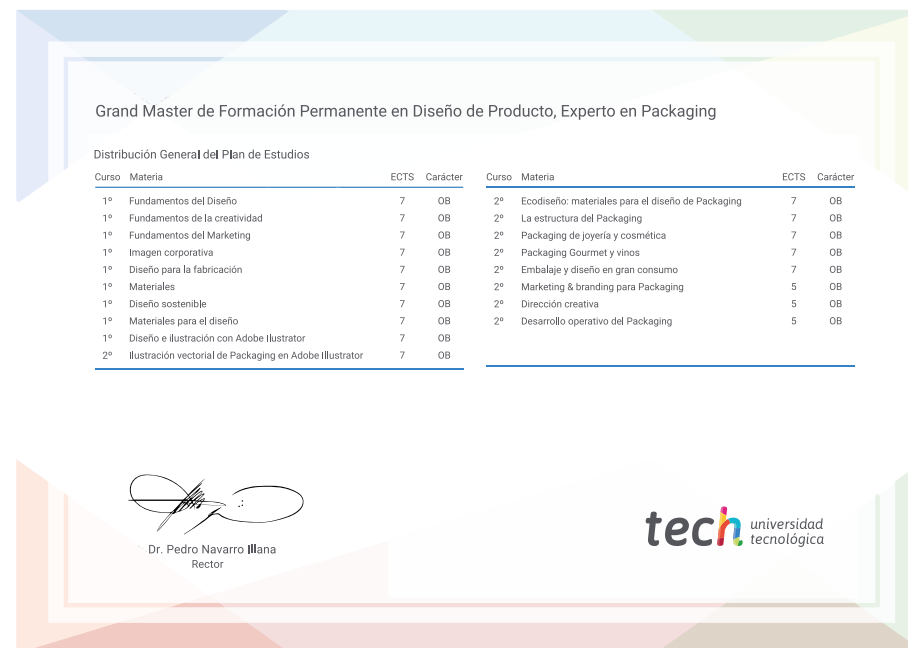 Grand Master de Formación Permanente en Diseño de Producto, Experto en Packaging
Distribución General del Plan de Estudios
Curso Materia ECTS Carácter
1º Fundamentos del Diseño 7 OB
1º Fundamentos de la creatividad 7 OB
1º Fundamentos del Marketing 7 OB
1º Imagen corporativa 7 OB
1º Diseño para la fabricación 7 OB
1º Materiales 7 OB
1º Diseño sostenible 7 OB
1º Materiales para el diseño 7 OB
1º Diseño e ilustración con Adobe Ilustrator 7 OB
2º Ilustración vectorial de Packaging en Adobe Illustrator 7 OB
Curso Materia ECTS Carácter
2º Ecodiseño: materiales para el diseño de Packaging 7 OB
2º La estructura del Packaging 7 OB
2º Packaging de joyería y cosmética 7 OB
2º Packaging Gourmet y vinos 7 OB
2º Embalaje y diseño en gran consumo 7 OB
2º Marketing & branding para Packaging 5 OB
2º Dirección creativa 5 OB
2º Desarrollo operativo del Packaging 5 OB
Dr. Pedro Navarro Illana
Rector
tech universidad
tecnológica